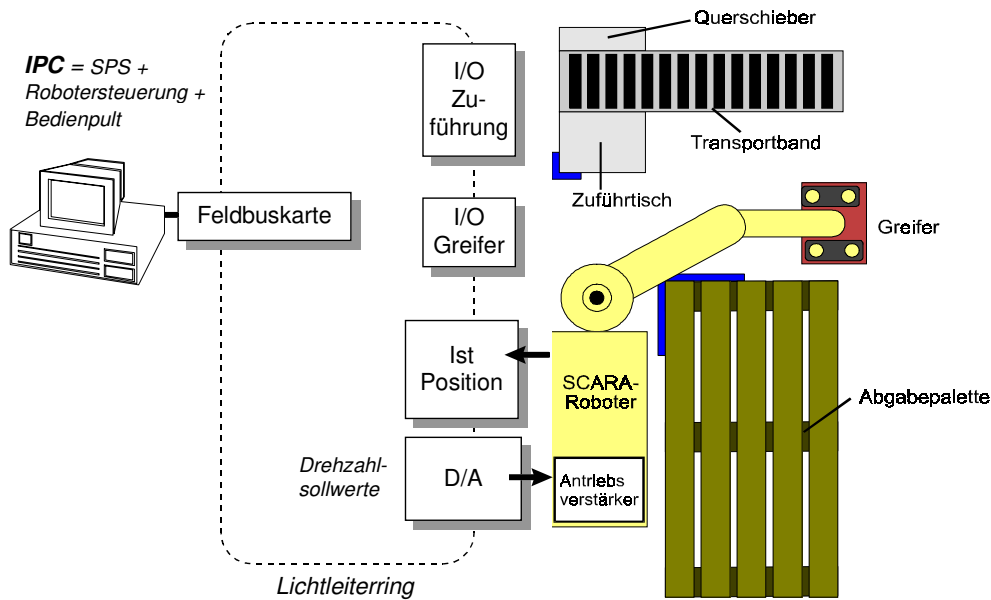 IPC = SPS +
Robotersteuerung +
Bedienpult
Feldbuskarte
I/O
Zu-
führung
I/O
Greifer
Ist
Position
Drehzahl-
sollwerte
D/A
Lichtleiterring
Querschieber
Transportband
Zuführtisch
Greifer
SCARA-
Roboter
Antriebs
verstärker
Abgabepalette